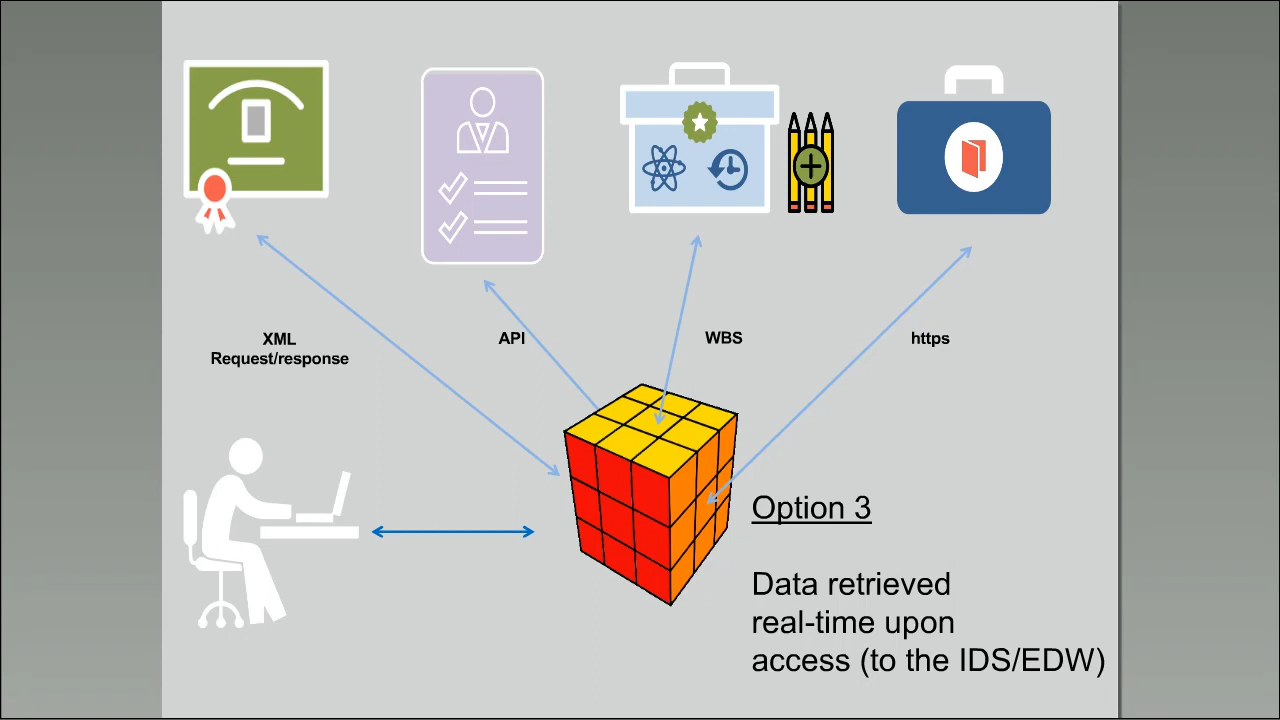 XML
Request/response
API
WBS
https
Option 3
Data retrieved
real-time upon
access (to the IDS/EDW)